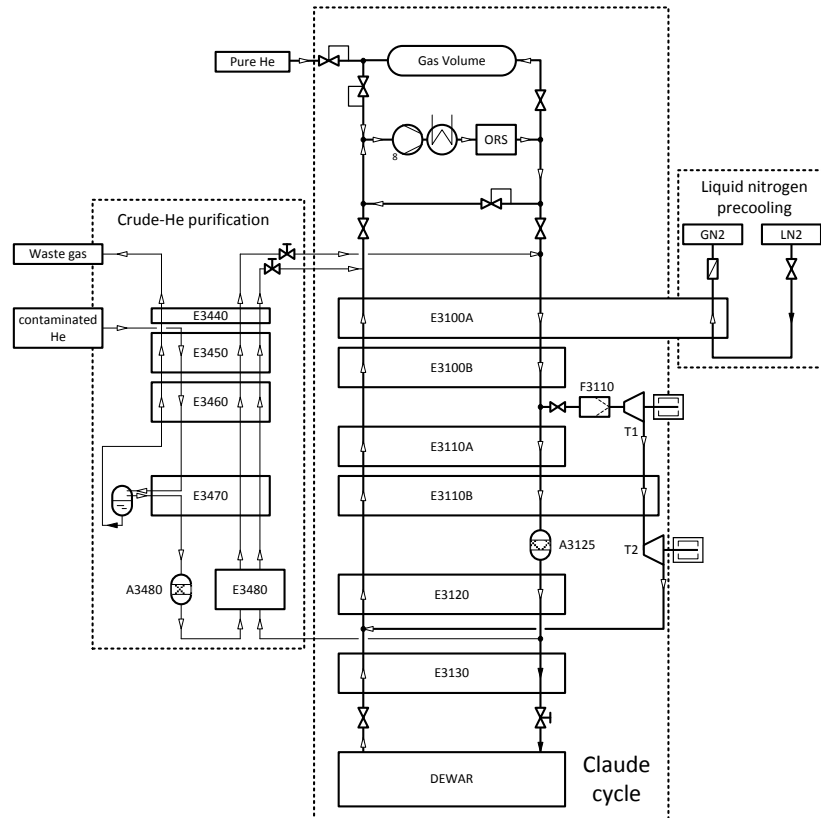 Pure He
Gas Volume
8
ORS
Liquid nitrogen
precooling
GN2
LN2
Crude-He purification
Waste gas
contaminated
He
E3440
E3450
E3460
E3470
A3480
E3480
E3100A
E3100B
F3110
T1
E3110A
E3110B
A3125
T2
E3120
E3130
DEWAR
Claude
cycle